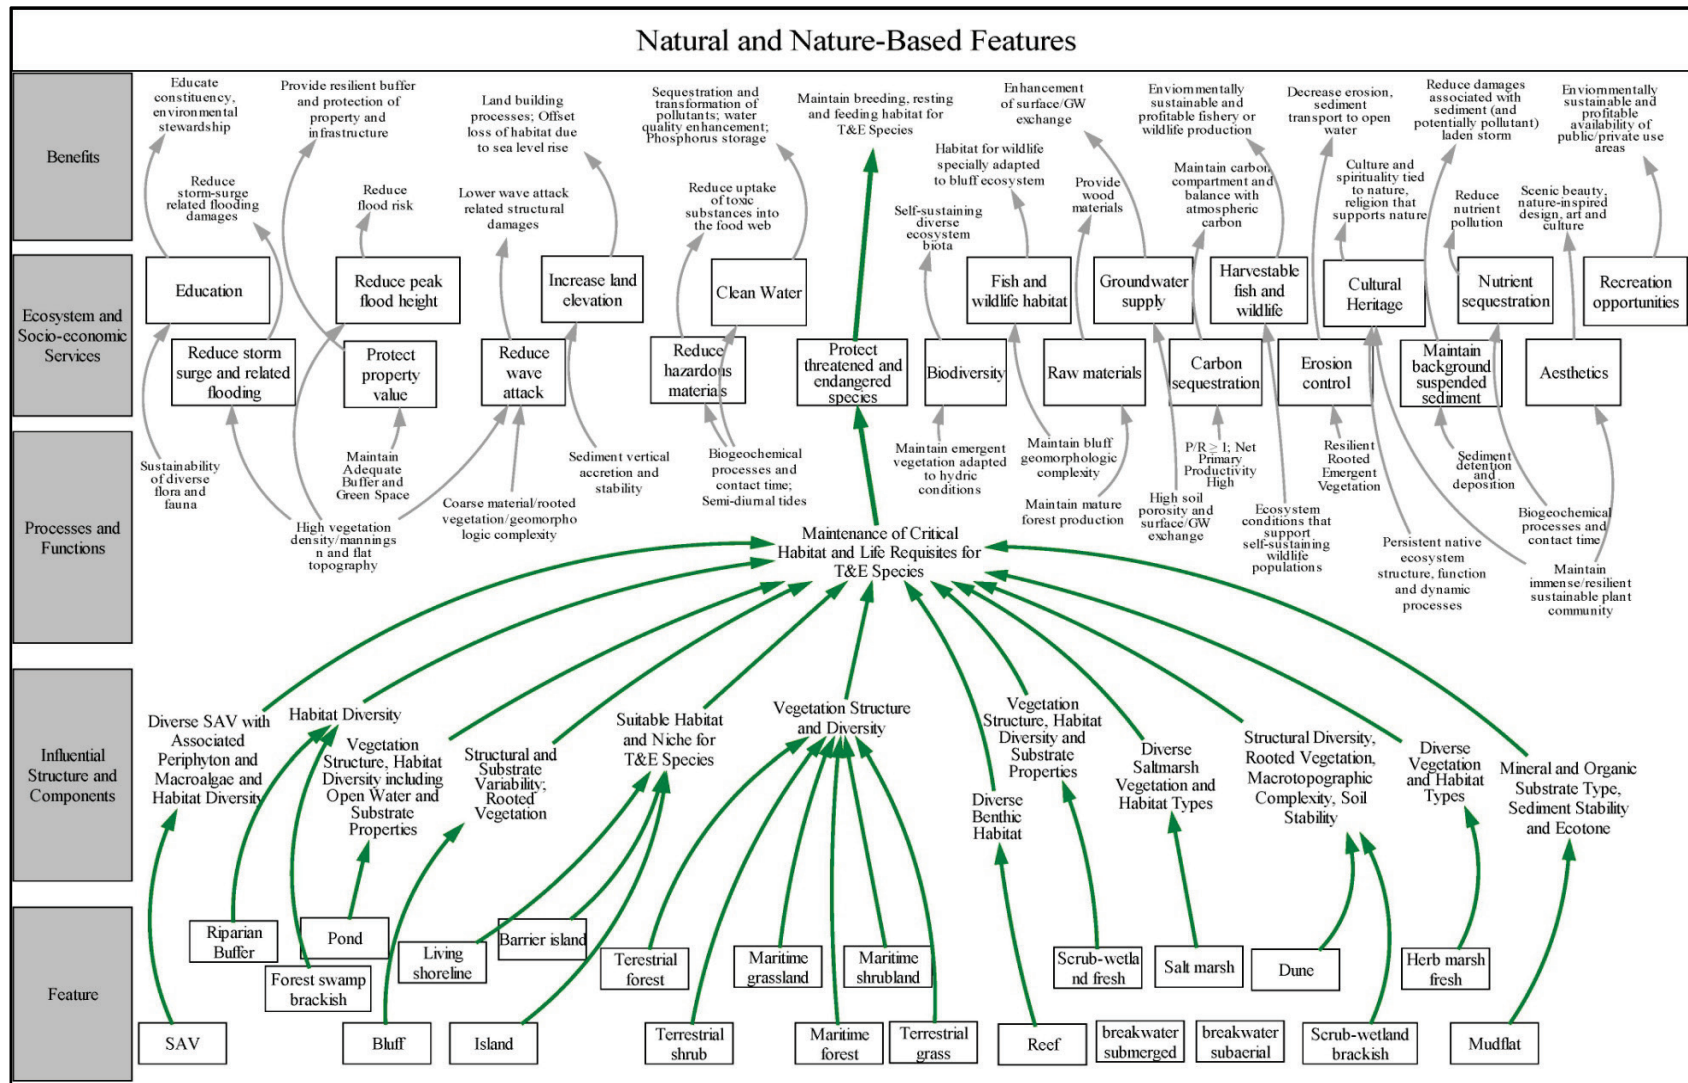 Natural and Nature-Based Features
Benefits
Educate
constituency,
environmental
stewardship
Provide resilient buffer
and protection of
property and
infrastructure
Land building
processes; Offset
loss of habitat due
to sea level rise
Sequestration and
transformation of
pollutants; water
quality enhancement;
Phosphorus storage
Maintain breeding, resting
and feeding habitat for
T&E Species
Enhancement
of surface/GW
exchange
Enviornmentally
sustainable and
profitable fishery or
wildlife production
Decrease erosion,
sediment
transport to open
water
Reduce damages
associated with
sediment (and
potentially pollutant)
laden storm
Enviornmentally
sustainable and
profitable
availability of
public/private use
areas
Reduce
storm-surge
related flooding
damages
Reduce
flood risk
Lower wave attack
related structural
damages
Reduce uptake
of toxic
substances into
the food web
Self-sustaining
diverse
ecosystem
biota
Habitat for wildlife
specially adapted
to bluff ecosystem
Provide
wood
materials
Maintain carbon
compartment and
balance with
atmospheric
carbon
Culture and
spirituality tied
to nature,
religion that
supports nature
Reduce
nutrient
pollution
Scenic beauty,
nature-inspired
design, art and
culture
Ecosystem and
Socio-economic
Services
Education
Reduce peak
flood height
Increase land
elevation
Clean Water
Fish and
wildlife habitat
Groundwater
supply
Harvestable
fish and
wildlife
Cultural
Heritage
Nutrient
sequestration
Recreation
opportunities
Reduce storm
surge and related
flooding
Protect
property
value
Reduce
wave
attack
Reduce
hazardous
materials
Protect
threatened and
endangered
species
Biodiversity
Raw materials
Carbon
sequestration
Erosion
control
Maintain
background
suspended
sediment
Aesthetics
Processes and
Functions
Sustainability
of diverse
flora and
fauna
High vegetation
density/mannings
n and flat
topography
Maintain
Adequate
Buffer and
Green Space
Coarse material/rooted
vegetation/geomorpho
logic complexity
Sediment vertical
accretion and
stability
Biogeochemical
processes and
contact time;
Semi-diurnal tides
Maintenance of Critical
Habitat and Life Requisites for
T&E Species
Maintain emergent
vegetation adapted
to hydric
conditions
Maintain bluff
geomorphologic
complexity
Maintain mature
forest production
High soil
porosity and
surface/GW
exchange
P/R ≥ 1; Net
Primary
Productivity
High
Ecosystem
conditions that
support
self-sustaining
wildlife
populations
Resilient
Rooted
Emergent
Vegetation
Persistent native
ecosystem
structure, function
and dynamic
processes
Sediment
detention and
deposition
Biogeochemical
processes and
contact time
Maintain
immense/resilient
sustainable plant
community
Influential
Structure and
Components
Diverse SAV with
Associated
Periphyton and
Macroalgae and
Habitat Diversity
Habitat Diversity
Vegetation
Structure, Habitat
Diversity including
Open Water and
Substrate
Properties
Structural and
Substrate
Variability;
Rooted
Vegetation
Suitable Habitat
and Niche for
T&E Species
Vegetation Structure
and Diversity
Diverse
Benthic
Habitat
Vegetation
Structure, Habitat
Diversity and
Substrate
Properties
Diverse
Saltmarsh
Vegetation and
Habitat Types
Structural Diversity,
Rooted Vegetation,
Macrotopographic
Complexity, Soil
Stability
Diverse
Vegetation
and Habitat
Types
Mineral and Organic
Substrate Type,
Sediment Stability
and Ecotone
Feature
Riparian
Buffer
Pond
Forest swamp
brackish
Living
shoreline
Barrier island
Terestrial
forest
Maritime
grassland
Maritime
shrubland
Scrub-wetla
nd fresh
Salt marsh
Dune
Herb marsh
fresh
SAV
Bluff
Island
Terrestrial
shrub
Maritime
forest
Terrestrial
grass
Reef
breakwater
submerged
breakwater
subaerial
Scrub-wetland
brackish
Mudflat